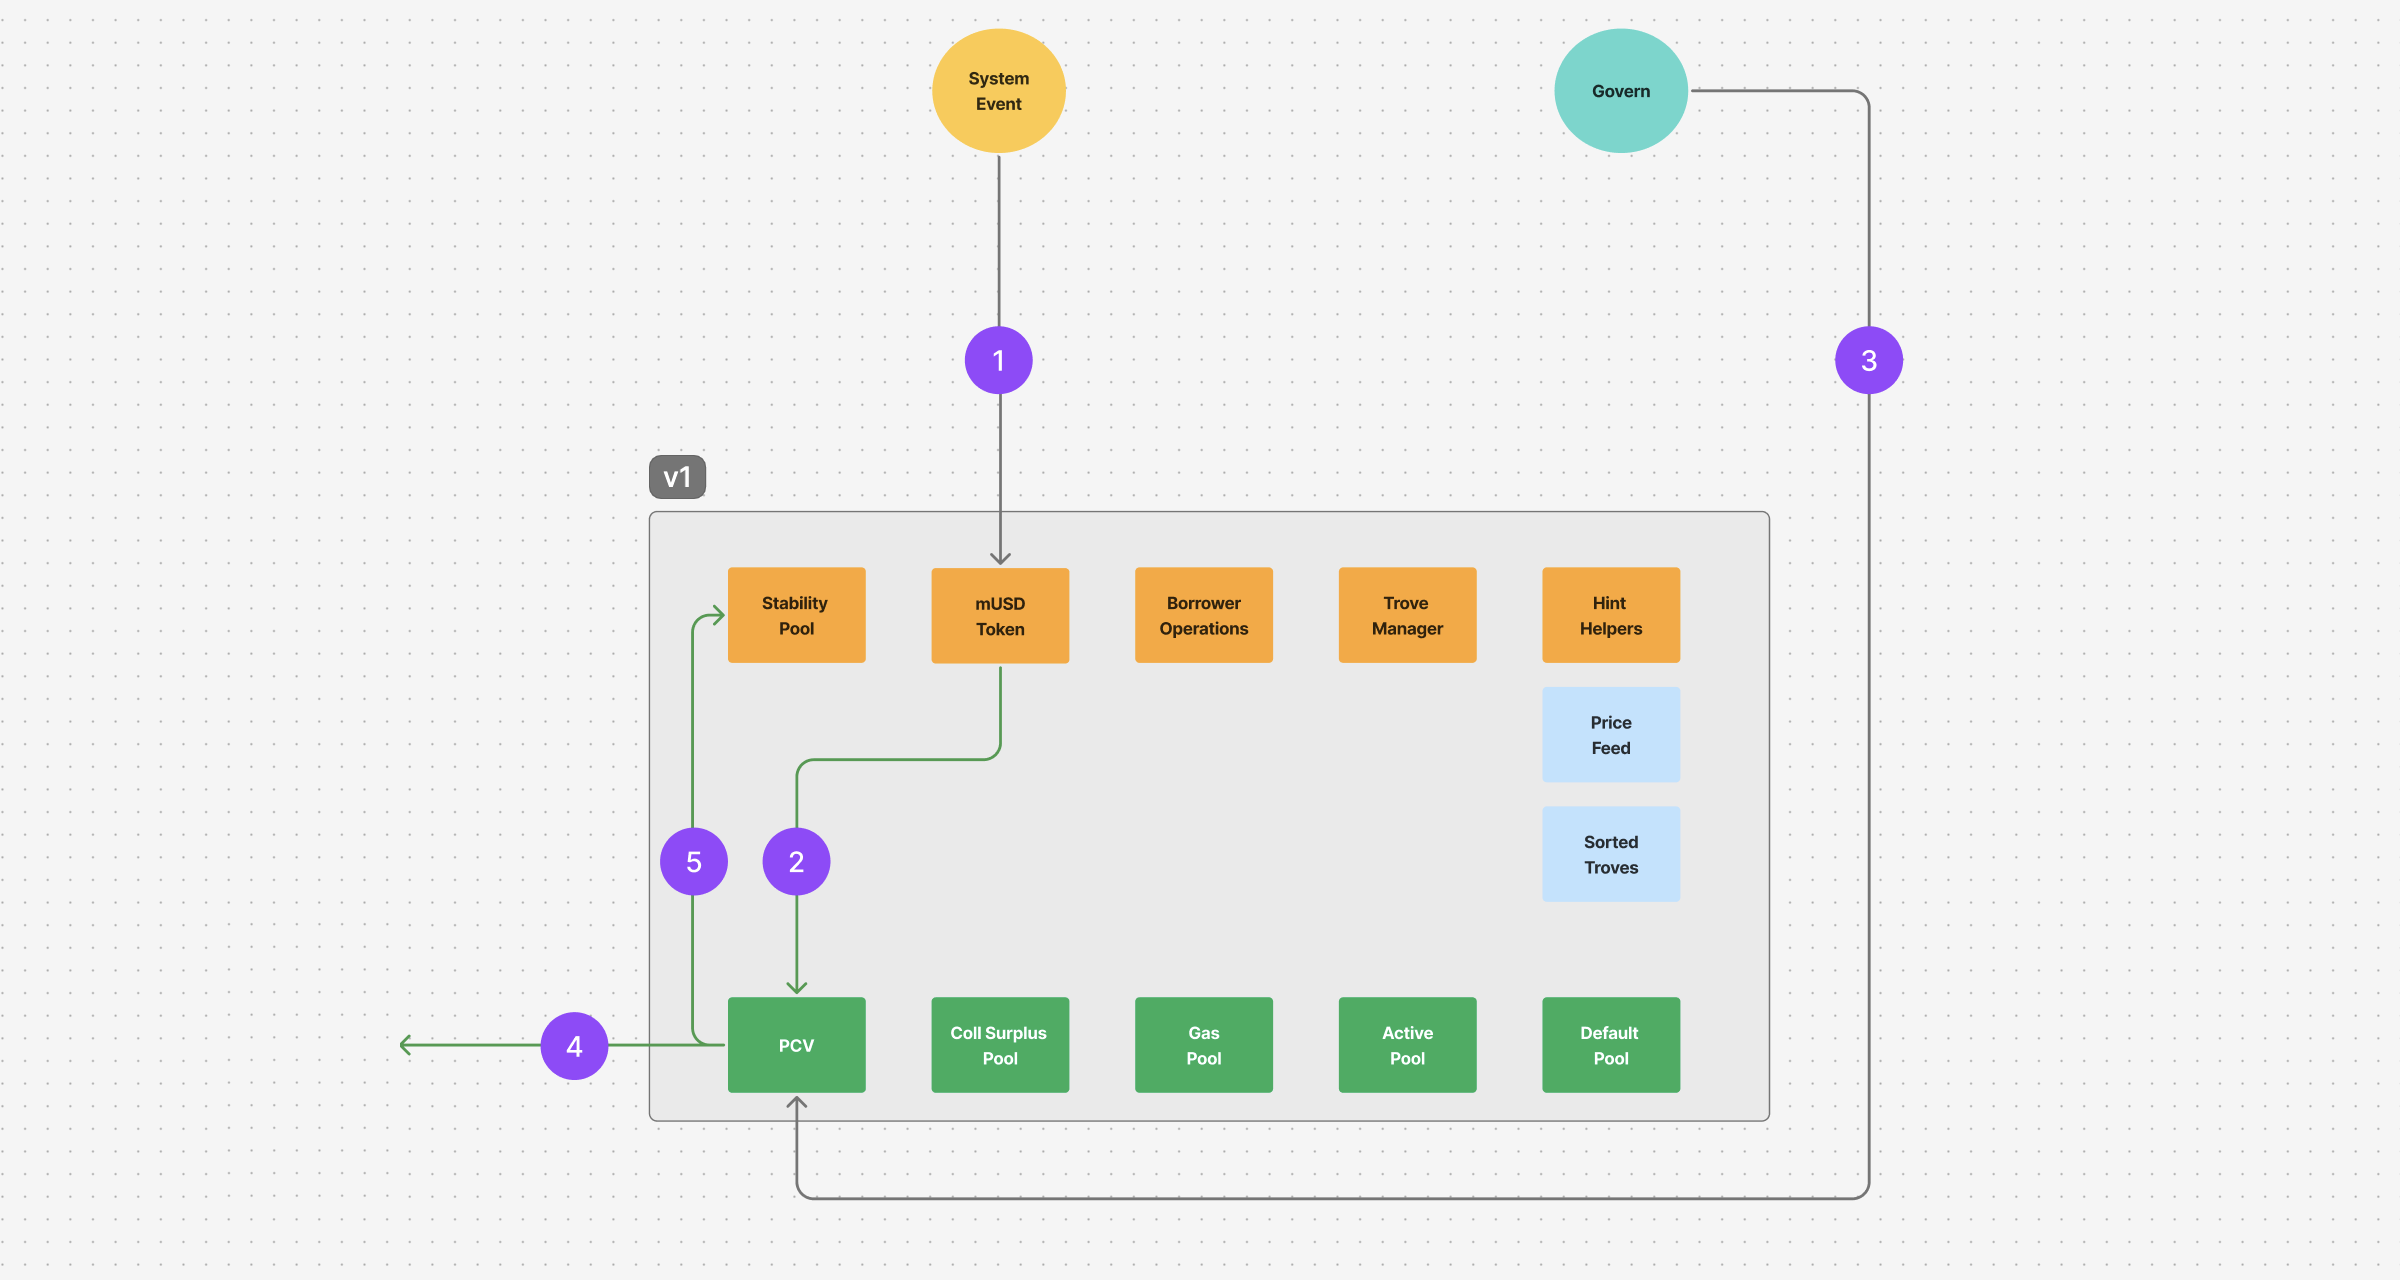 System
Event
Govern
1
3
v1
Stability
Pool
mUSD
Token
Borrower
Operations
Trove
Manager
Hint
Helpers
Price
Feed
Sorted
Troves
5
2
4
PCV
Coll Surplus
Pool
Gas
Pool
Active
Pool
Default
Pool